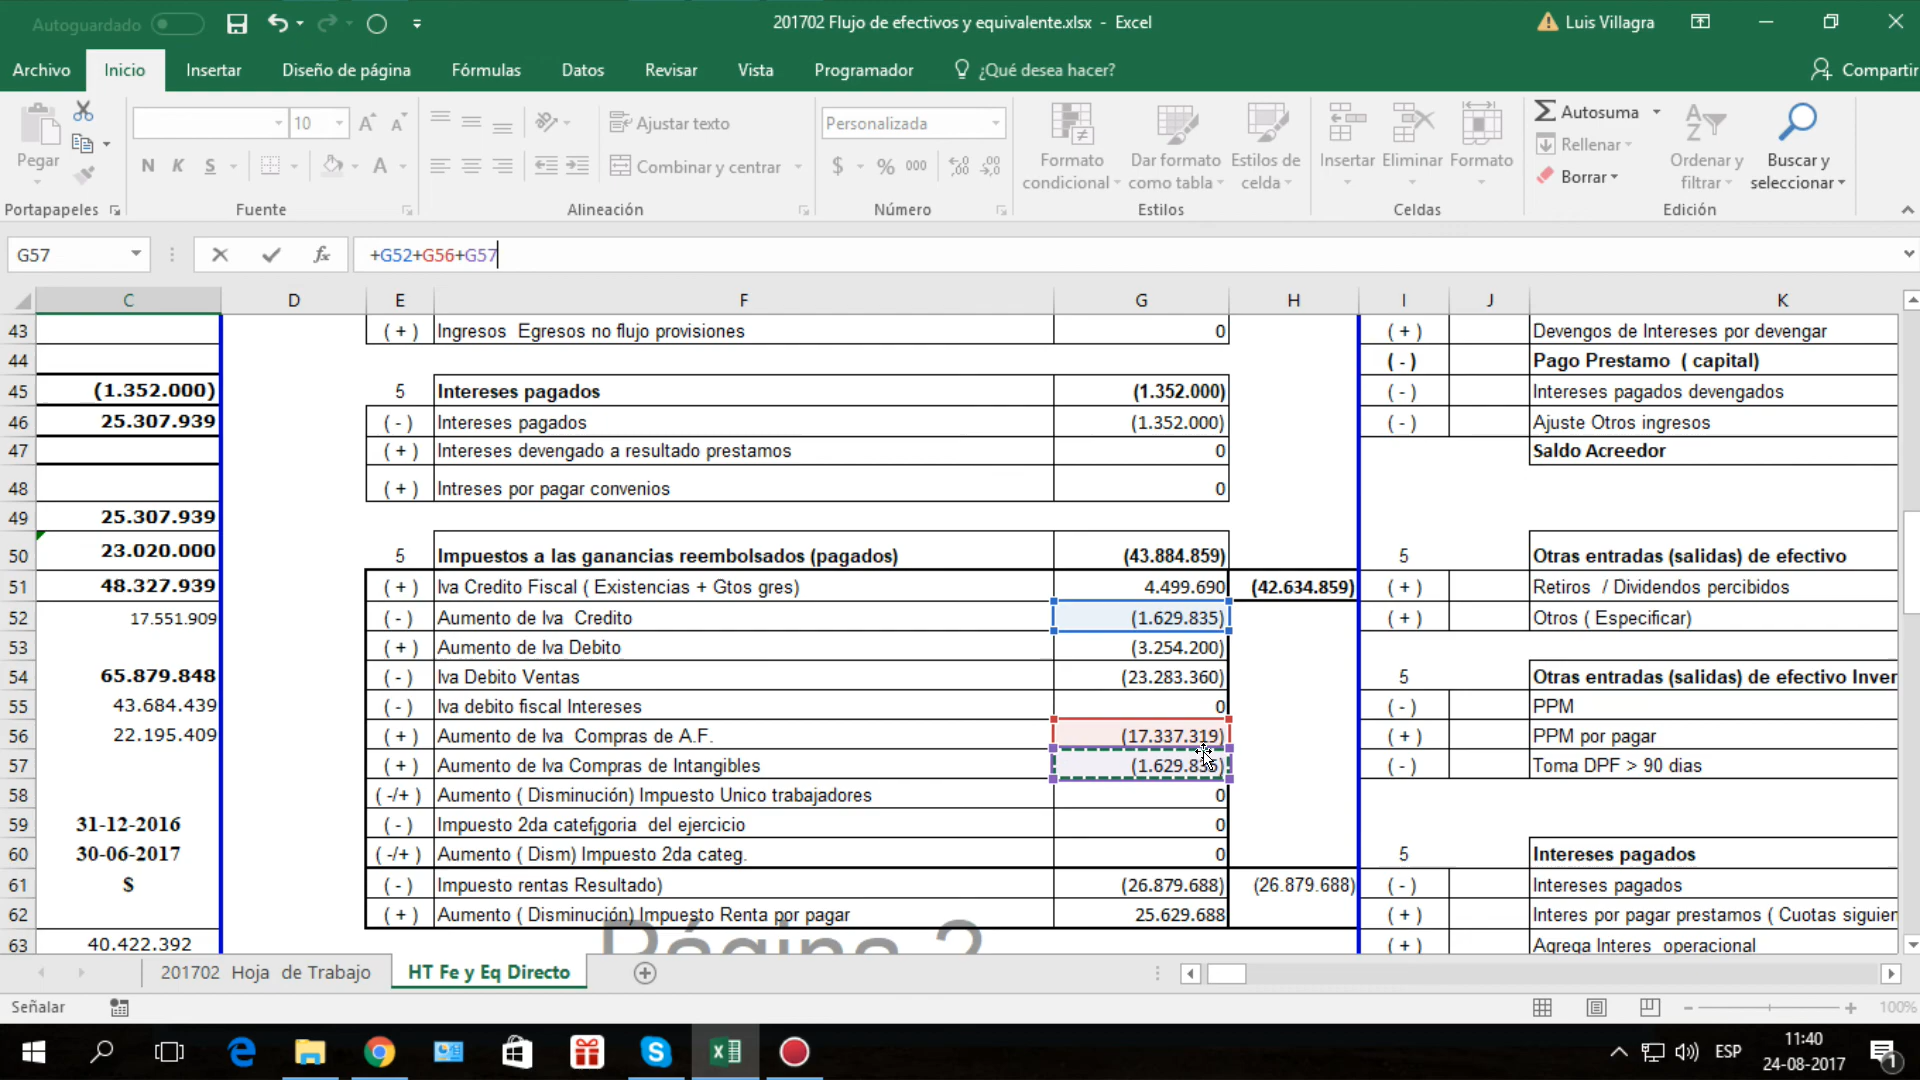 Autoguardado
201702 Flujo de efectivos y equivalente.xlsx - Excel
Luis Villagra
Archivo Inicio Insertar Diseño de página Fórmulas Datos Revisar Vista Programador ¿Qué desea hacer? Compartir
Pegar
10
N K S
Ajustar texto
Combinar y centrar
Personalizada
$ % 000
Formato condicional
Dar formato como tabla
Estilos de celda
Insertar Eliminar Formato
Autosuma
Rellenar
Borrar
Ordenar y filtrar
Buscar y seleccionar
Portapapeles Fuente Alineación Número Estilos Celdas Edición
G57 fx +G52+G56+G57
C D E F G H I J K
43 ( + ) Ingresos Egresos no flujo provisiones 0 ( + ) Devengos de Intereses por devengar
44 ( - ) Pago Prestamo ( capital)
45 (1.352.000) 5 Intereses pagados (1.352.000) ( - ) Intereses pagados devengados
46 25.307.939 ( - ) Intereses pagados (1.352.000) ( - ) Ajuste Otros ingresos
47 ( + ) Intereses devengado a resultado prestamos 0 Saldo Acreedor
48 ( + ) Intreses por pagar convenios 0
49 25.307.939
50 23.020.000 5 Impuestos a las ganancias reembolsados (pagados) (43.884.859) 5 Otras entradas (salidas) de efectivo
51 48.327.939 ( + ) Iva Credito Fiscal ( Existencias + Gtos gres) 4.499.690 (42.634.859) ( + ) Retiros / Dividendos percibidos
52 17.551.909 ( - ) Aumento de Iva Credito (1.629.835) ( + ) Otros ( Especificar)
53 ( + ) Aumento de Iva Debito (3.254.200)
54 65.879.848 ( - ) Iva Debito Ventas (23.283.360) 5 Otras entradas (salidas) de efectivo Inver
55 43.684.439 ( - ) Iva debito fiscal Intereses 0 ( - ) PPM
56 22.195.409 ( + ) Aumento de Iva Compras de A.F. (17.337.319) ( + ) PPM por pagar
57 ( + ) Aumento de Iva Compras de Intangibles (1.629.835) ( - ) Toma DPF > 90 dias
58 ( -/+ ) Aumento ( Disminución) Impuesto Unico trabajadores 0
59 31-12-2016 ( - ) Impuesto 2da catef¡goria del ejercicio 0
60 30-06-2017 ( -/+ ) Aumento ( Dism) Impuesto 2da categ. 0 5 Intereses pagados
61 $ ( - ) Impuesto rentas Resultado) (26.879.688) (26.879.688) ( - ) Intereses pagados
62 ( + ) Aumento ( Disminución) Impuesto Renta por pagar 25.629.688 ( + ) Interes por pagar prestamos ( Cuotas siguien
63 40.422.392 ( + ) Agrega Interes operacional
Página 2
201702 Hoja de Trabajo HT Fe y Eq Directo
Señalar 100%
ESP 11:40
24-08-2017
1